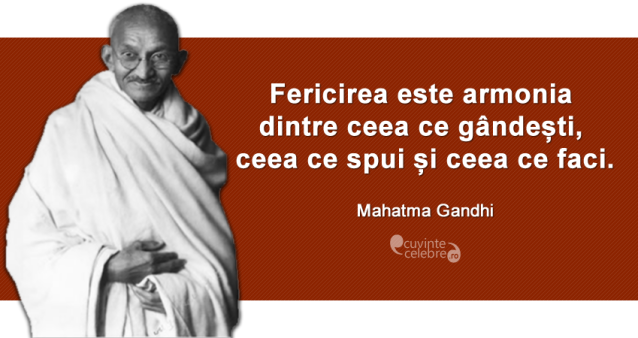 Fericirea este armonia
dintre ceea ce gândești,
ceea ce spui și ceea ce faci.
Mahatma Gandhi
cuvinte
celebre.ro